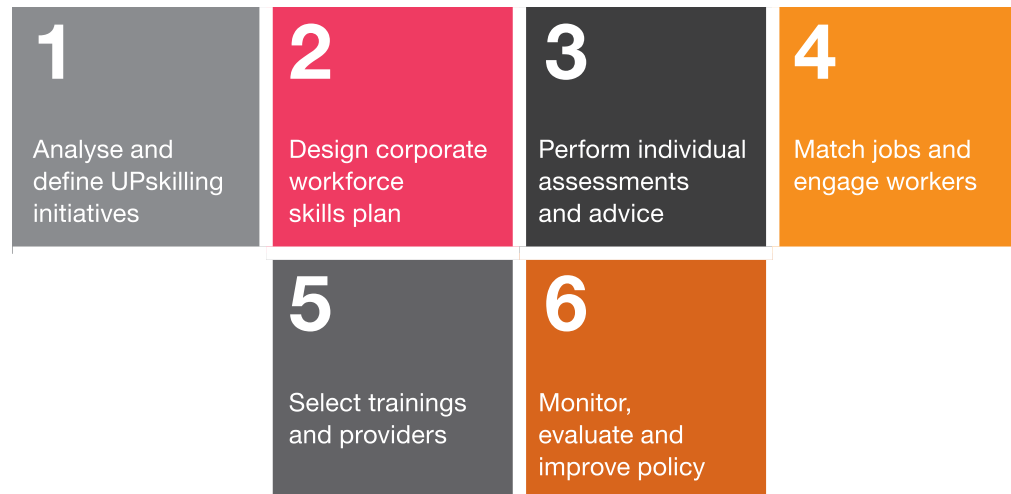 1
Analyse and
define UPskilling
initiatives
2
Design corporate
workforce
skills plan
3
Perform individual
assessments
and advice
4
Match jobs and
engage workers
5
Select trainings
and providers
6
Monitor,
evaluate and
improve policy